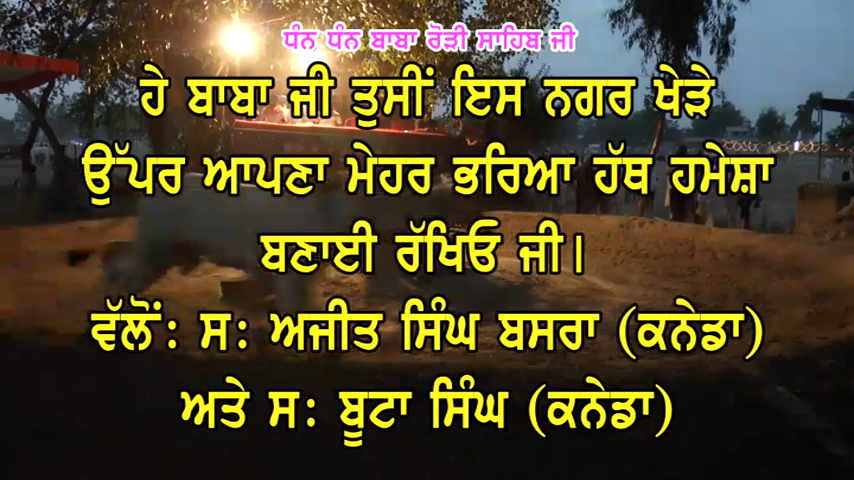 ਧੰਨ ਧੰਨ ਬਾਬਾ ਰੋੜੀ ਸਾਹਿਬ ਜੀ
ਹੇ ਬਾਬਾ ਜੀ ਤੁਸੀਂ ਇਸ ਨਗਰ ਖੇੜੇ
ਉੱਪਰ ਆਪਣਾ ਮੇਹਰ ਭਰਿਆ ਹੱਥ ਹਮੇਸ਼ਾ
ਬਣਾਈ ਰੱਖਿਓ ਜੀ।
ਵੱਲੋਂ: ਸ: ਅਜੀਤ ਸਿੰਘ ਬਸਰਾ (ਕਨੇਡਾ)
ਅਤੇ ਸ: ਬੂਟਾ ਸਿੰਘ (ਕਨੇਡਾ)